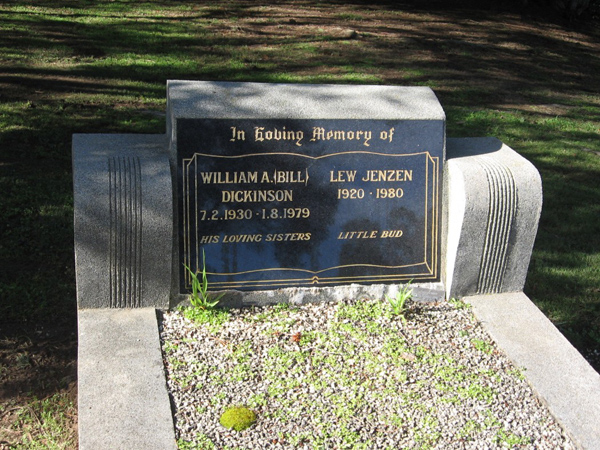 In Loving Memory of
WILLIAM A.(BILL)
DICKINSON
7.2.1930 - 1.8.1979
HIS LOVING SISTERS
LEW JENZEN
1920 - 1980
LITTLE BUD